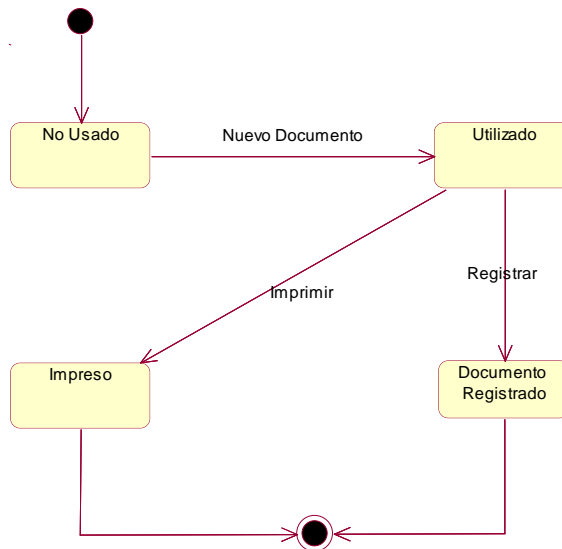 No Usado
Nuevo Documento
Utilizado
Registrar
Imprimir
Impreso
Documento
Registrado